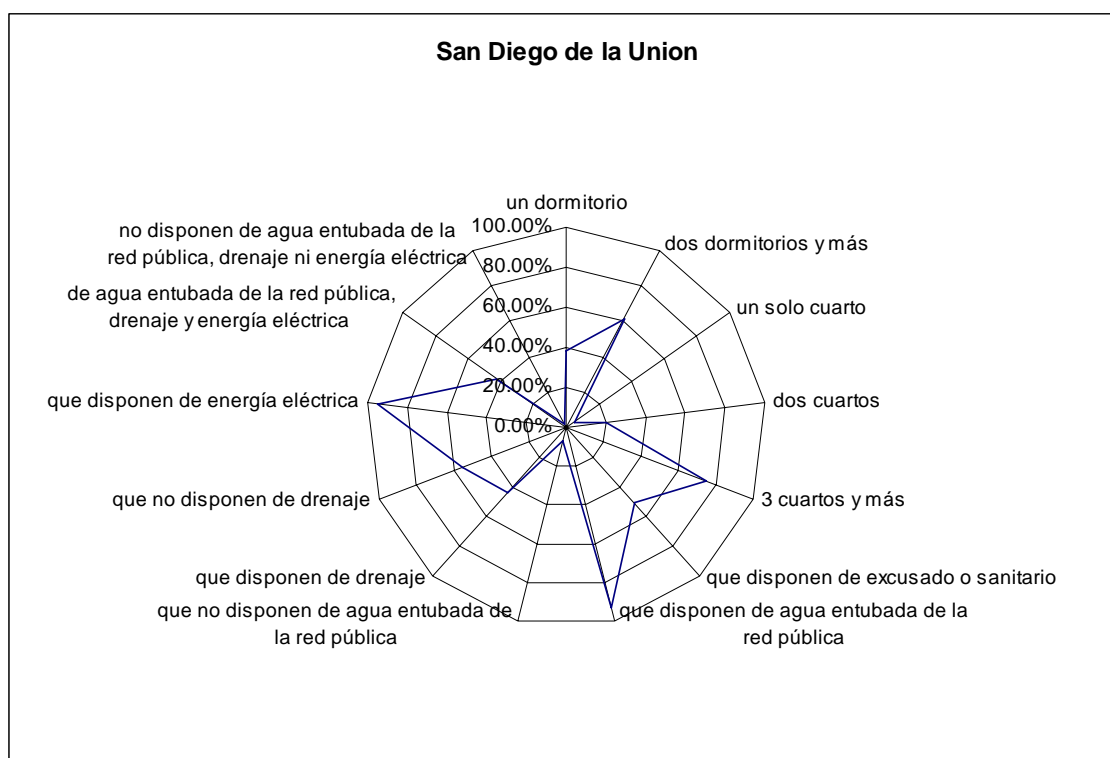 San Diego de la Union
un dormitorio
dos dormitorios y más
un solo cuarto
dos cuartos
3 cuartos y más
que disponen de excusado o sanitario
que disponen de agua entubada de la
red pública
que no disponen de agua entubada de
la red pública
que disponen de drenaje
que no disponen de drenaje
que disponen de energía eléctrica
de agua entubada de la red pública,
drenaje y energía eléctrica
no disponen de agua entubada de la
red pública, drenaje ni energía eléctrica
100.00%
80.00%
60.00%
40.00%
20.00%
0.00%